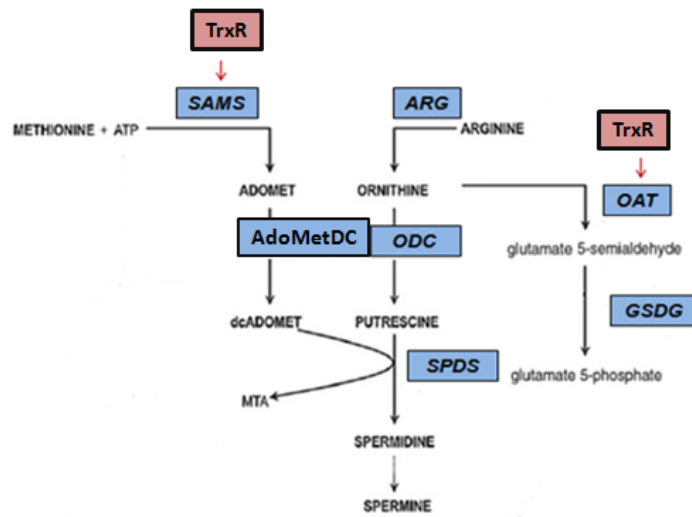 TrxR
SAMS
ARG
METHIONINE + ATP
ARGININE
TrxR
ADOMET
ORNITHINE
OAT
AdoMetDC
ODC
glutamate 5-semialdehyde
GSDG
dcADOMET
PUTRESCINE
SPDS
glutamate 5-phosphate
MTA
SPERMIDINE
SPERMINE